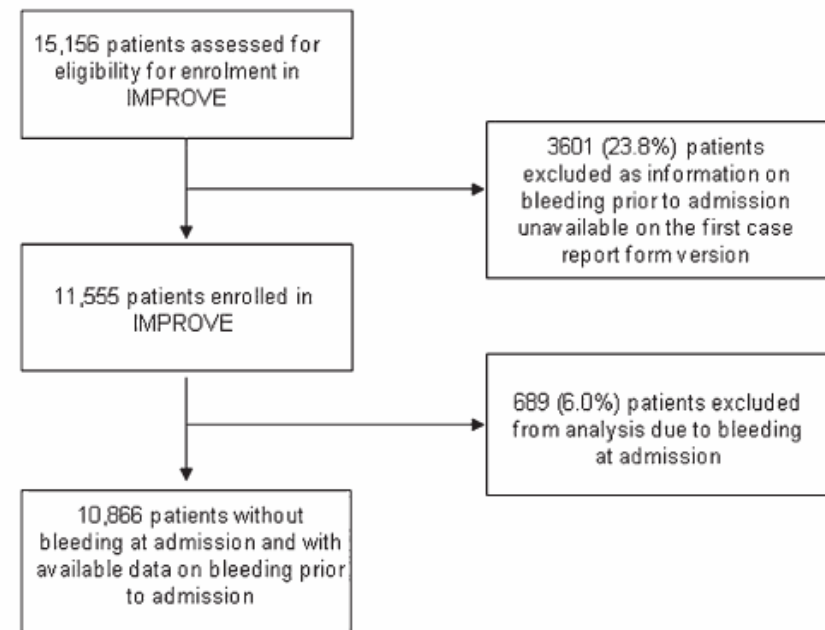 15,156 patients assessed for
eligibility for enrolment in
IMPROVE
3601 (23.8%) patients
excluded as information on
bleeding prior to admission
unavailable on the first case
report form version
11,555 patients enrolled in
IMPROVE
689 (6.0%) patients excluded
from analysis due to bleeding
at admission
10,866 patients without
bleeding at admission and with
available data on bleeding prior
to admission